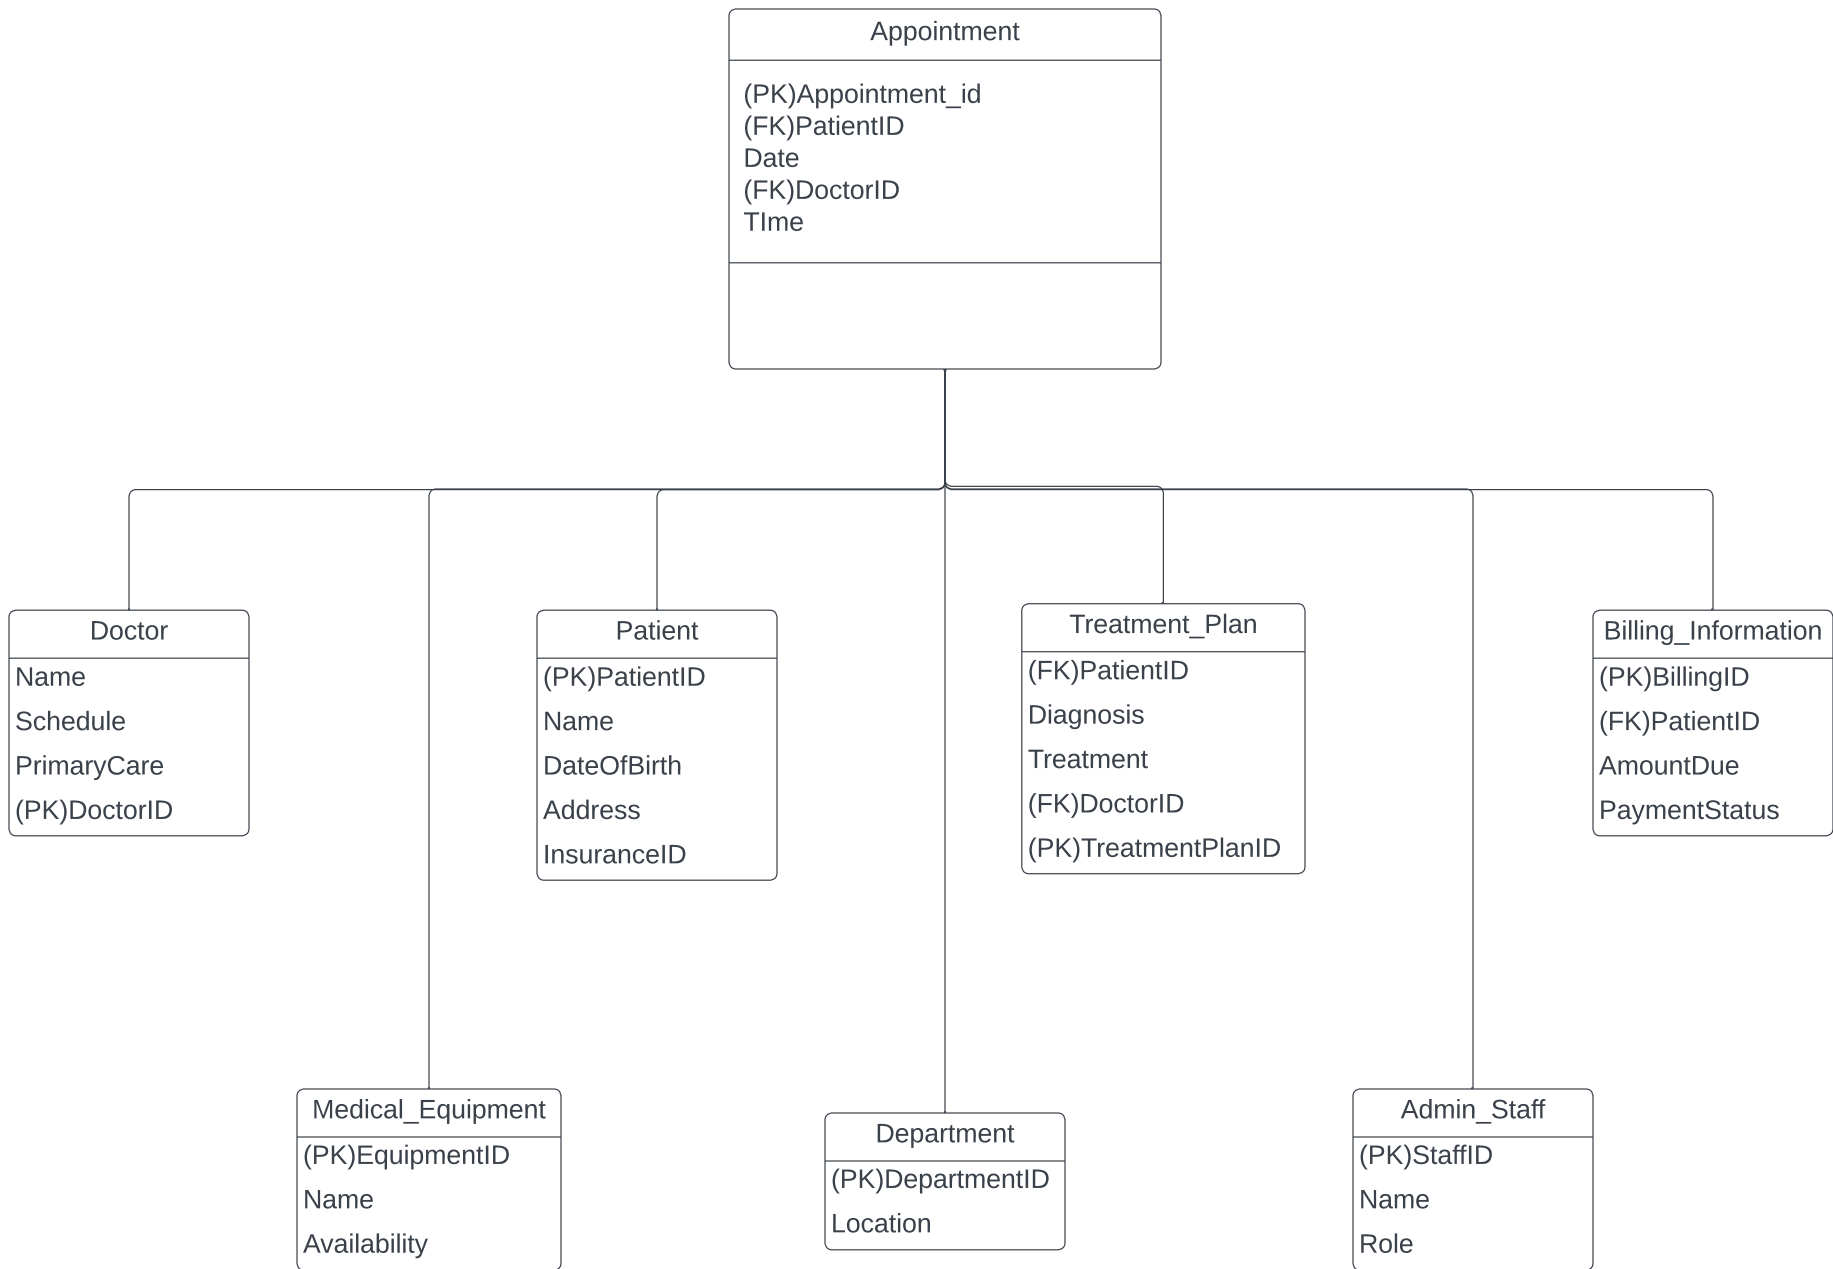 Appointment
(PK)Appointment_id
(FK)PatientID
Date
(FK)DoctorID
TIme
Doctor
Name
Schedule
PrimaryCare
(PK)DoctorID
Patient
(PK)PatientID
Name
DateOfBirth
Address
InsuranceID
Treatment_Plan
(FK)PatientID
Diagnosis
Treatment
(FK)DoctorID
(PK)TreatmentPlanID
Billing_Information
(PK)BillingID
(FK)PatientID
AmountDue
PaymentStatus
Medical_Equipment
(PK)EquipmentID
Name
Availability
Department
(PK)DepartmentID
Location
Admin_Staff
(PK)StaffID
Name
Role